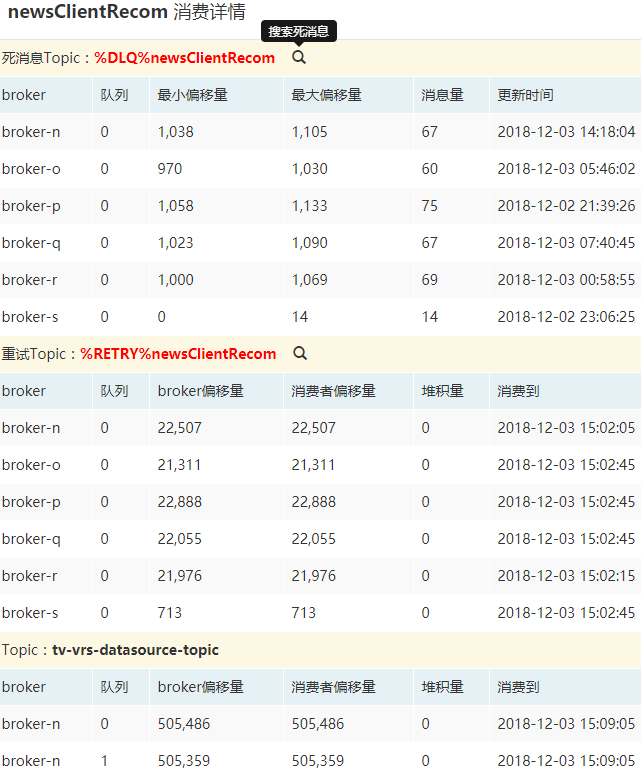 newsClientRecom 消费详情
搜索死消息
死消息Topic：%DLQ%newsClientRecom
broker 队列 最小偏移量 最大偏移量 消息量 更新时间
broker-n 0 1,038 1,105 67 2018-12-03 14:18:04
broker-o 0 970 1,030 60 2018-12-03 05:46:02
broker-p 0 1,058 1,133 75 2018-12-02 21:39:26
broker-q 0 1,023 1,090 67 2018-12-03 07:40:45
broker-r 0 1,000 1,069 69 2018-12-03 00:58:55
broker-s 0 0 14 14 2018-12-02 23:06:25
重试Topic：%RETRY%newsClientRecom
broker 队列 broker偏移量 消费者偏移量 堆积量 消费到
broker-n 0 22,507 22,507 0 2018-12-03 15:02:05
broker-o 0 21,311 21,311 0 2018-12-03 15:02:45
broker-p 0 22,888 22,888 0 2018-12-03 15:02:45
broker-q 0 22,055 22,055 0 2018-12-03 15:02:45
broker-r 0 21,976 21,976 0 2018-12-03 15:02:15
broker-s 0 713 713 0 2018-12-03 15:02:45
Topic：tv-vrs-datasource-topic
broker 队列 broker偏移量 消费者偏移量 堆积量 消费到
broker-n 0 505,486 505,486 0 2018-12-03 15:09:05
broker-n 1 505,359 505,359 0 2018-12-03 15:09:05